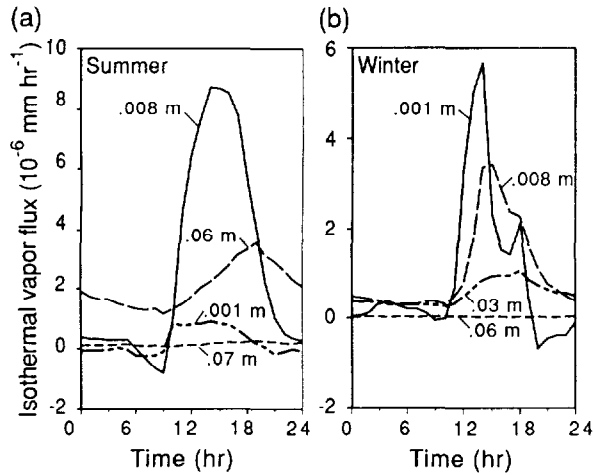 (a)
(b)
Isothermal vapor flux (10⁻⁶ mm hr⁻¹)
10
8
6
4
2
0
-2
Summer
.008 m
.06 m
.001 m
.07 m
0
6
12
18
24
Time (hr)
6
4
2
0
-2
Winter
.001 m
.008 m
.03 m
.06 m
0
6
12
18
24
Time (hr)